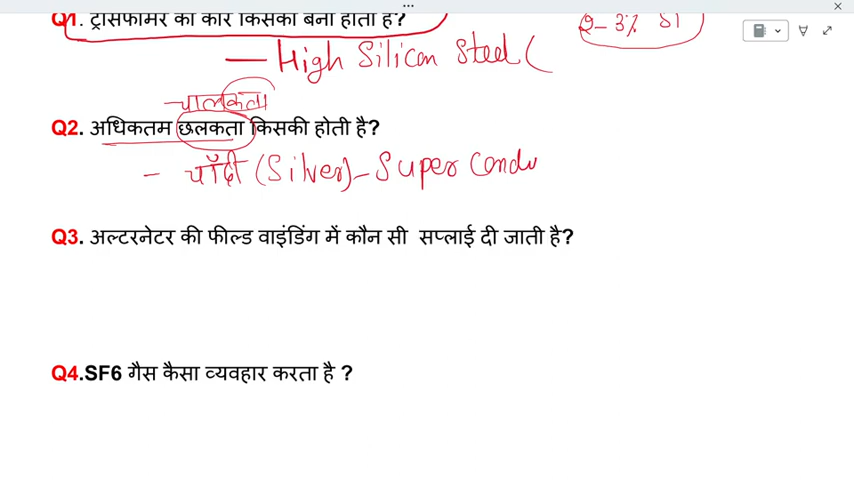 Q1. ट्रांसफार्मर की कोर किसकी बनी होती है? 2-3% Si
— High Silicon Steel (
- चालकता
Q2. अधिकतम छलकता किसकी होती है?
- चाँदी (Silver) - Super Condu
Q3. अल्टरनेटर की फील्ड वाइंडिंग में कौन सी सप्लाई दी जाती है?
Q4.SF6 गैस कैसा व्यवहार करता है ?